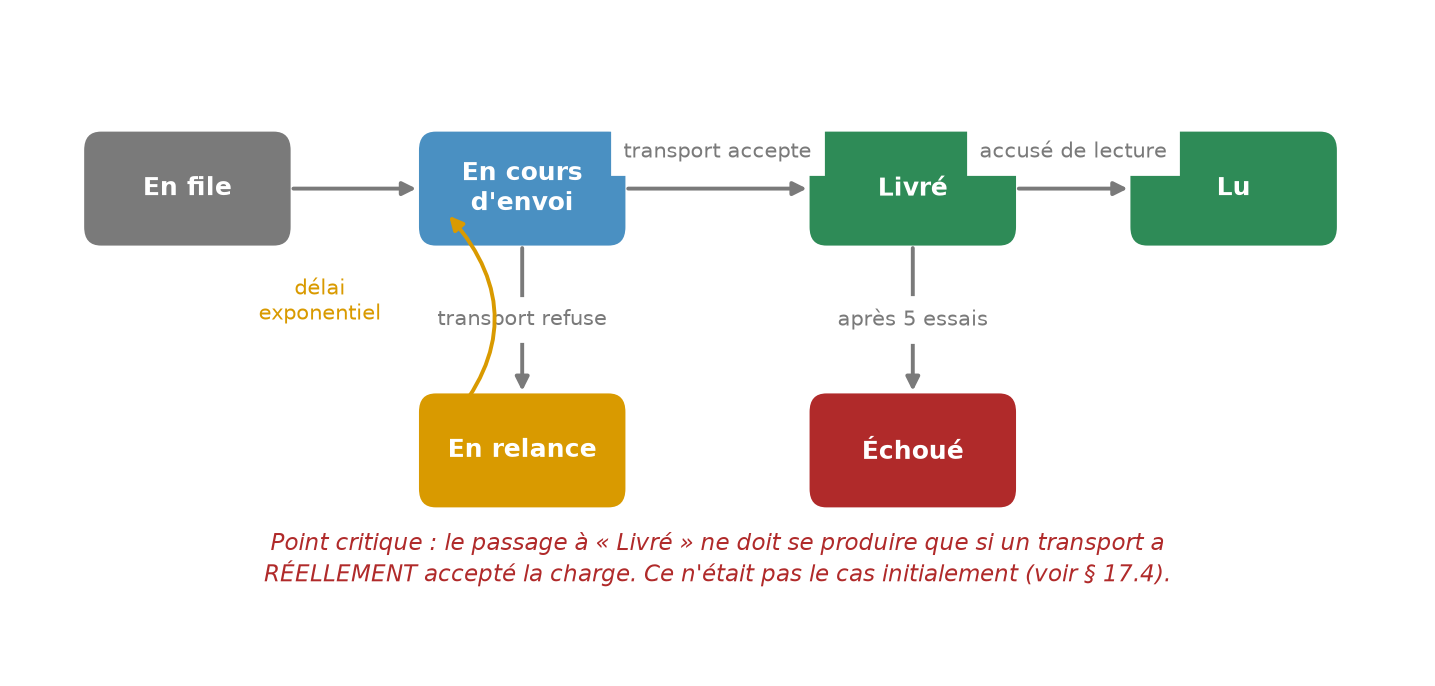 transport accepte
accusé de lecture
En file
En cours
d'envoi
Livré
Lu
délai
exponentiel
transport refuse
après 5 essais
En relance
Échoué
Point critique : le passage à « Livré » ne doit se produire que si un transport a
RÉELLEMENT accepté la charge. Ce n'était pas le cas initialement (voir § 17.4).